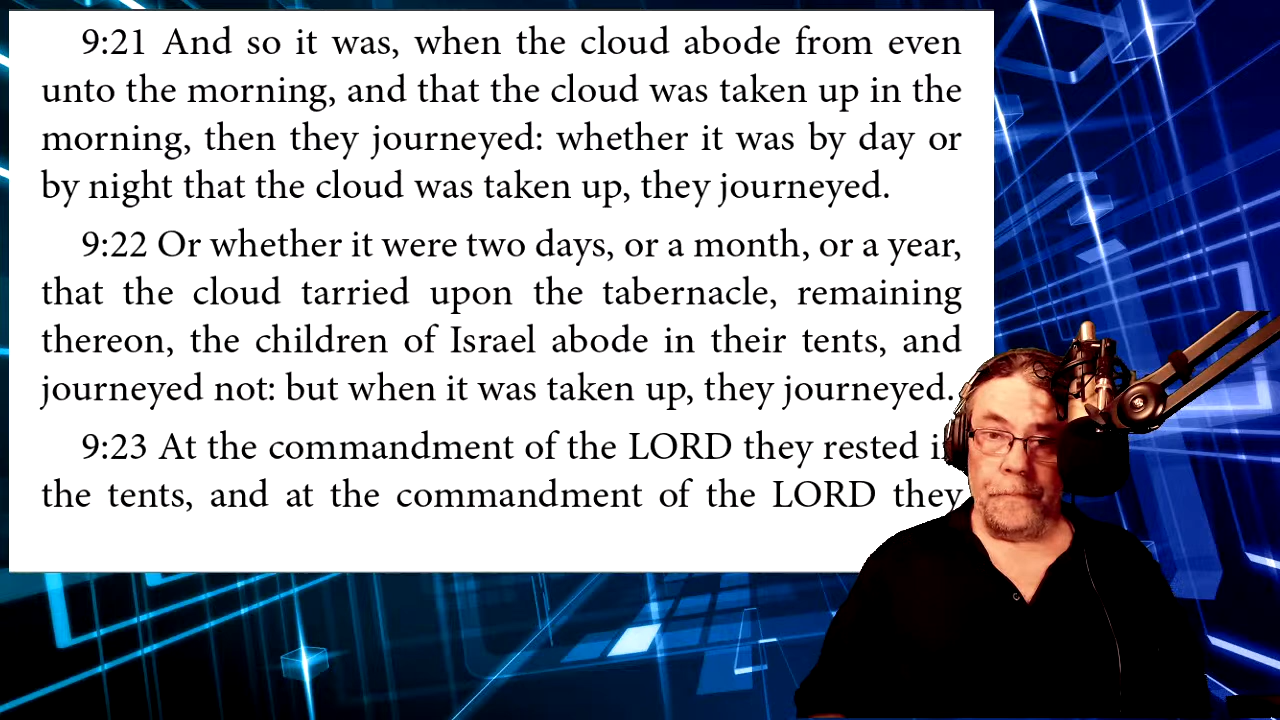 9:21 And so it was, when the cloud abode from even
unto the morning, and that the cloud was taken up in the
morning, then they journeyed: whether it was by day or
by night that the cloud was taken up, they journeyed.
9:22 Or whether it were two days, or a month, or a year,
that the cloud tarried upon the tabernacle, remaining
thereon, the children of Israel abode in their tents, and
journeyed not: but when it was taken up, they journeyed.
9:23 At the commandment of the LORD they rested
the tents, and at the commandment of the LORD they